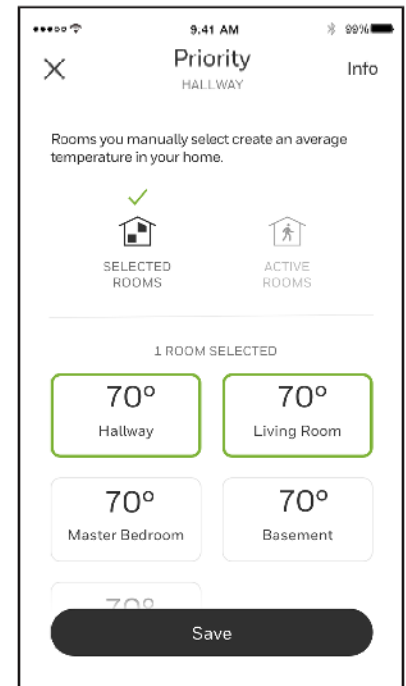 9.41 AM
99%
Priority
Info
HALLWAY
Rooms you manually select create an average
temperature in your home.
SELECTED
ROOMS
ACTIVE
ROOMS
1 ROOM SELECTED
70°
Hallway
70°
Living Room
70°
Master Bedroom
70°
Basement
70°
Save